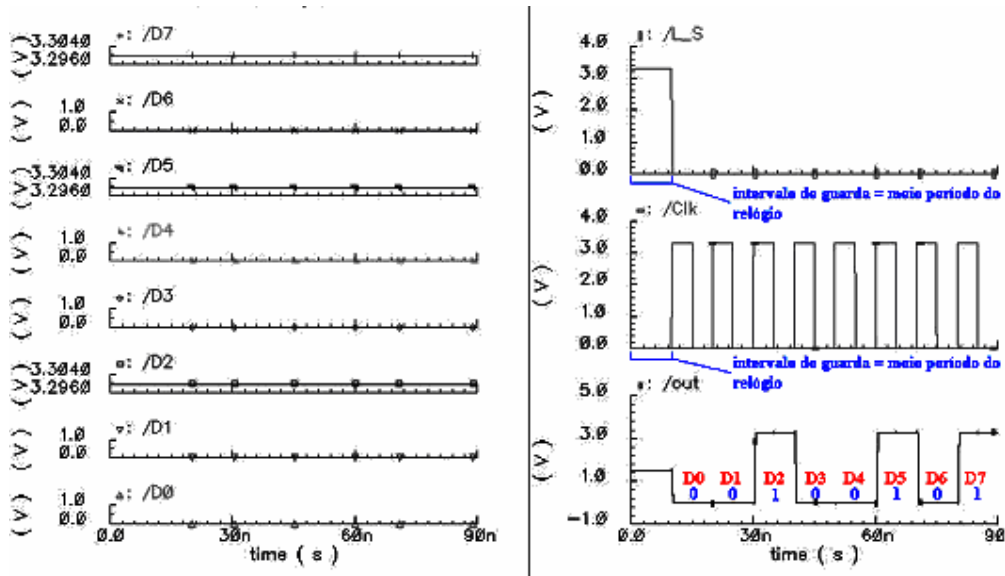 3.3040
3.2960
(V)
/D7
1.0
0.0
(V)
/D6
3.3040
3.2960
(V)
/D5
1.0
0.0
(V)
/D4
1.0
0.0
(V)
/D3
3.3040
3.2960
(V)
/D2
1.0
0.0
(V)
/D1
1.0
0.0
(V)
/D0
0.0 30n 60n 90n
time ( s )
/L_S
4.0
3.0
2.0
1.0
0.0
(V)
intervalo de guarda = meio período do
relógio
/Clk
4.0
3.0
2.0
1.0
0.0
(V)
intervalo de guarda = meio período do
relógio
/out
5.0
3.0
1.0
-1.0
(V)
D0 D1 D2 D3 D4 D5 D6 D7
0 0 1 0 0 1 0 1
0.0 30n 60n 90n
time ( s )